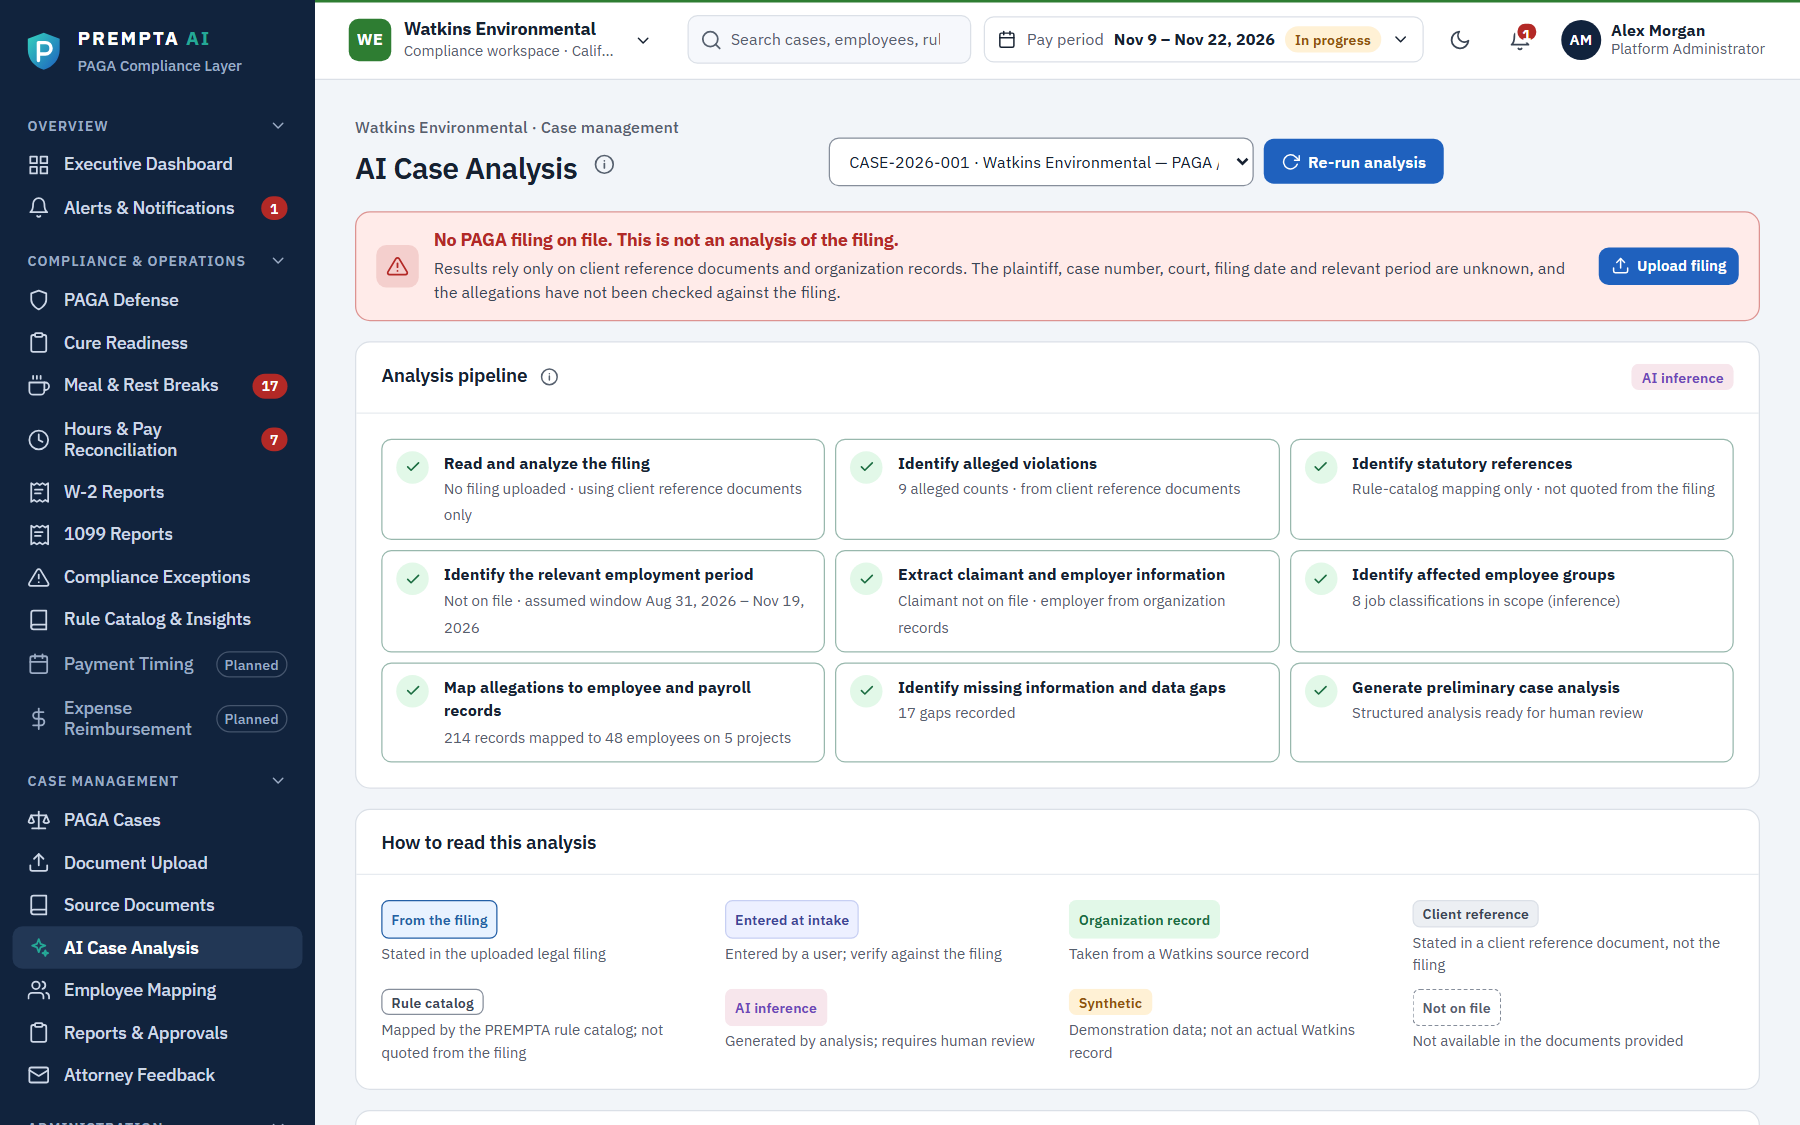 PREMPTA AI
PAGA Compliance Layer
OVERVIEW
Executive Dashboard
Alerts & Notifications
1
COMPLIANCE & OPERATIONS
PAGA Defense
Cure Readiness
Meal & Rest Breaks
17
Hours & Pay
Reconciliation
7
W-2 Reports
1099 Reports
Compliance Exceptions
Rule Catalog & Insights
Payment Timing
Planned
Expense
Reimbursement
Planned
CASE MANAGEMENT
PAGA Cases
Document Upload
Source Documents
AI Case Analysis
Employee Mapping
Reports & Approvals
Attorney Feedback
WE
Watkins Environmental
Compliance workspace · Calif...
Search cases, employees, rul
Pay period Nov 9 – Nov 22, 2026 In progress
1
AM
Alex Morgan
Platform Administrator
Watkins Environmental · Case management
AI Case Analysis
CASE-2026-001 · Watkins Environmental — PAGA
Re-run analysis
No PAGA filing on file. This is not an analysis of the filing.
Results rely only on client reference documents and organization records. The plaintiff, case number, court, filing date and relevant period are unknown, and
the allegations have not been checked against the filing.
Upload filing
Analysis pipeline
AI inference
Read and analyze the filing
No filing uploaded · using client reference documents
only
Identify alleged violations
9 alleged counts · from client reference documents
Identify statutory references
Rule-catalog mapping only · not quoted from the filing
Identify the relevant employment period
Not on file · assumed window Aug 31, 2026 – Nov 19,
2026
Extract claimant and employer information
Claimant not on file · employer from organization
records
Identify affected employee groups
8 job classifications in scope (inference)
Map allegations to employee and payroll
records
214 records mapped to 48 employees on 5 projects
Identify missing information and data gaps
17 gaps recorded
Generate preliminary case analysis
Structured analysis ready for human review
How to read this analysis
From the filing
Stated in the uploaded legal filing
Entered at intake
Entered by a user; verify against the filing
Organization record
Taken from a Watkins source record
Client reference
Stated in a client reference document, not the
filing
Rule catalog
Mapped by the PREMPTA rule catalog; not
quoted from the filing
AI inference
Generated by analysis; requires human review
Synthetic
Demonstration data; not an actual Watkins
record
Not on file
Not available in the documents provided